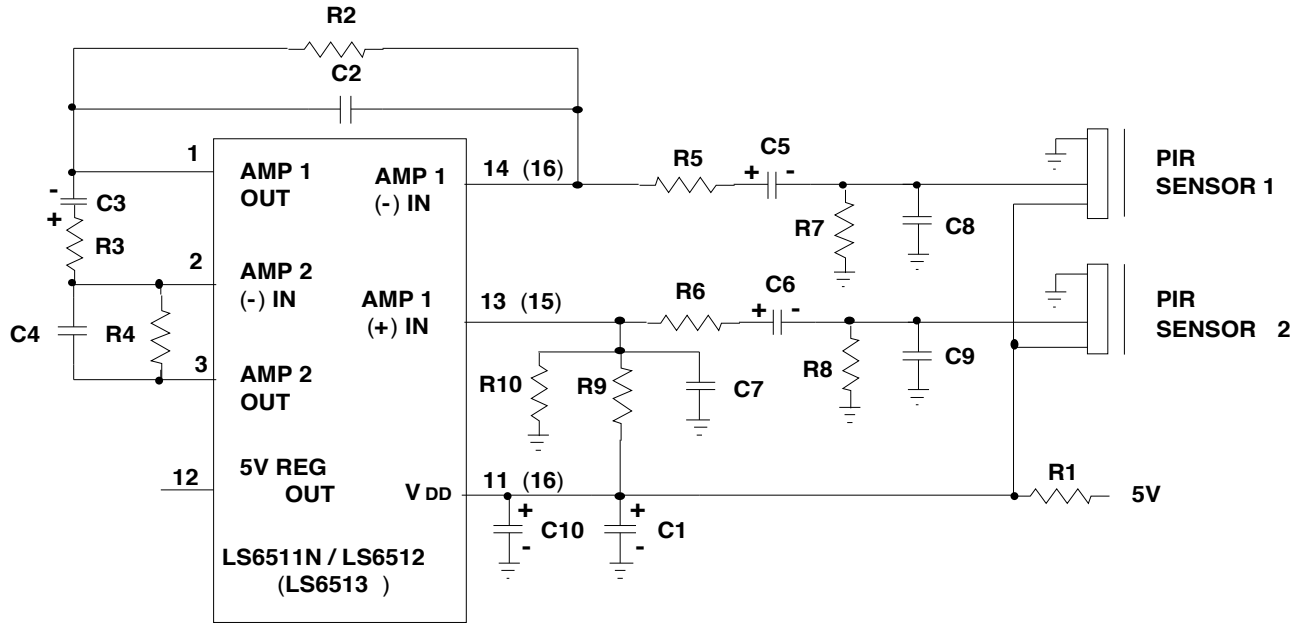 R2
C2
1
AMP 1
OUT
AMP 1
(-) IN
14 (16)
R5
C5
+
-
PIR
SENSOR 1
-
C3
+
R3
R7
C8
2
AMP 2
(-) IN
AMP 1
(+) IN
13 (15)
R6
C6
+
-
PIR
SENSOR 2
C4
R4
3
AMP 2
OUT
R10
R9
C7
R8
C9
12
5V REG
OUT
V DD
11 (16)
R1
5V
+
C10
-
+
C1
-
LS6511N / LS6512
(LS6513 )